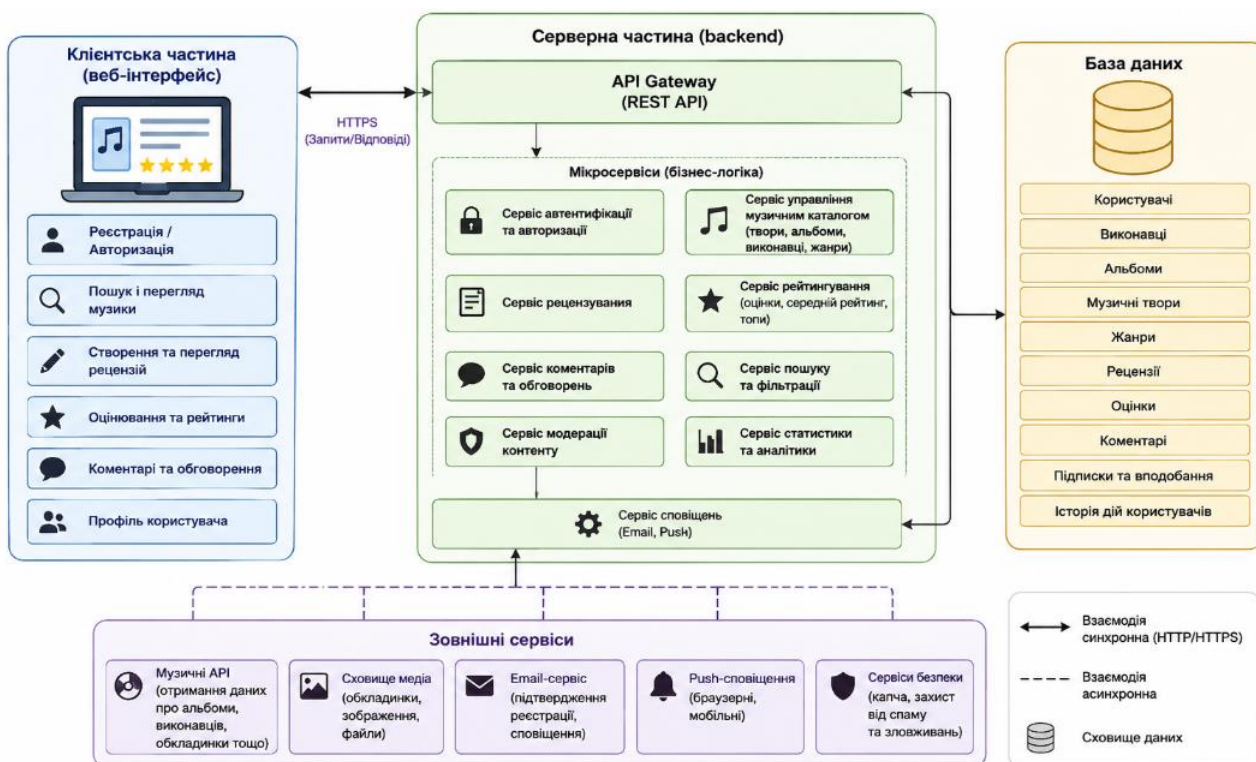 Клієнтська частина
(веб-інтерфейс)
Реєстрація /
Авторизація
Пошук і перегляд
музики
Створення та перегляд
рецензій
Оцінювання та рейтинги
Коментарі та обговорення
Профіль користувача
HTTPS
(Запити/Відповіді)
Серверна частина (backend)
API Gateway
(REST API)
Мікросервіси (бізнес-логіка)
Сервіс автентифікації
та авторизації
Сервіс управління
музичним каталогом
(твори, альбоми,
виконавці, жанри)
Сервіс рецензування
Сервіс рейтингування
(оцінки, середній рейтинг,
топи)
Сервіс коментарів
та обговорень
Сервіс пошуку
та фільтрації
Сервіс модерації
контенту
Сервіс статистики
та аналітики
Сервіс сповіщень
(Email, Push)
База даних
Користувачі
Виконавці
Альбоми
Музичні твори
Жанри
Рецензії
Оцінки
Коментарі
Підписки та вподобання
Історія дій користувачів
Зовнішні сервіси
Музичні API
(отримання даних
про альбоми,
виконавців,
обкладинки тощо)
Сховище медіа
(обкладинки,
зображення,
файли)
Email-сервіс
(підтвердження
реєстрації,
сповіщення)
Push-сповіщення
(браузерні,
мобільні)
Сервіси безпеки
(капча, захист
від спаму
та зловживань)
Взаємодія
синхронна (HTTP/HTTPS)
Взаємодія
асинхронна
Сховище даних